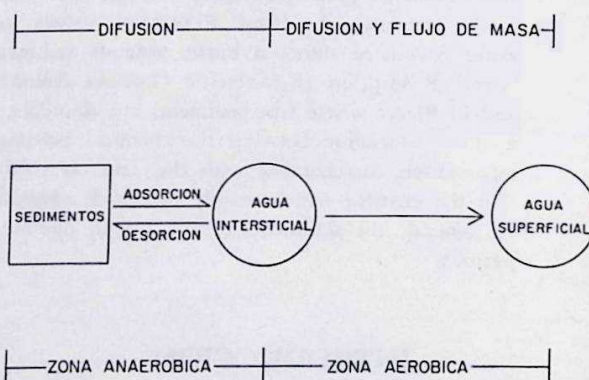 DIFUSION
DIFUSION Y FLUJO DE MASA
SEDIMENTOS
ADSORCION
DESORCION
AGUA
INTERSTICIAL
AGUA
SUPERFICIAL
ZONA ANAEROBICA
ZONA AEROBICA